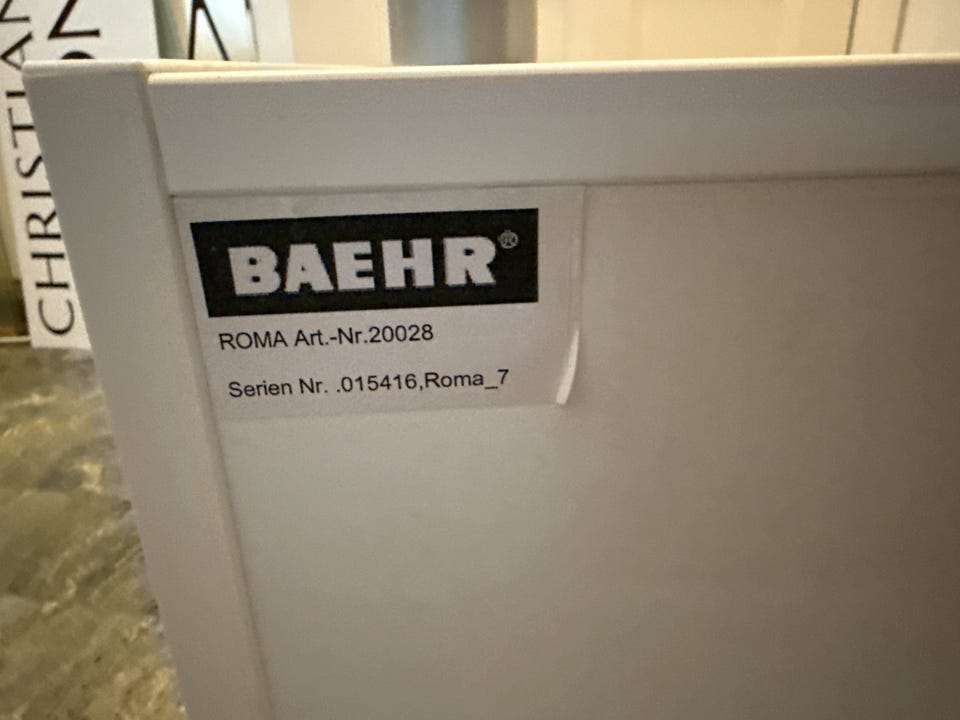 CHRISTIAN
BAEHR®
ROMA Art.-Nr.20028
Serien Nr. .015416,Roma_7